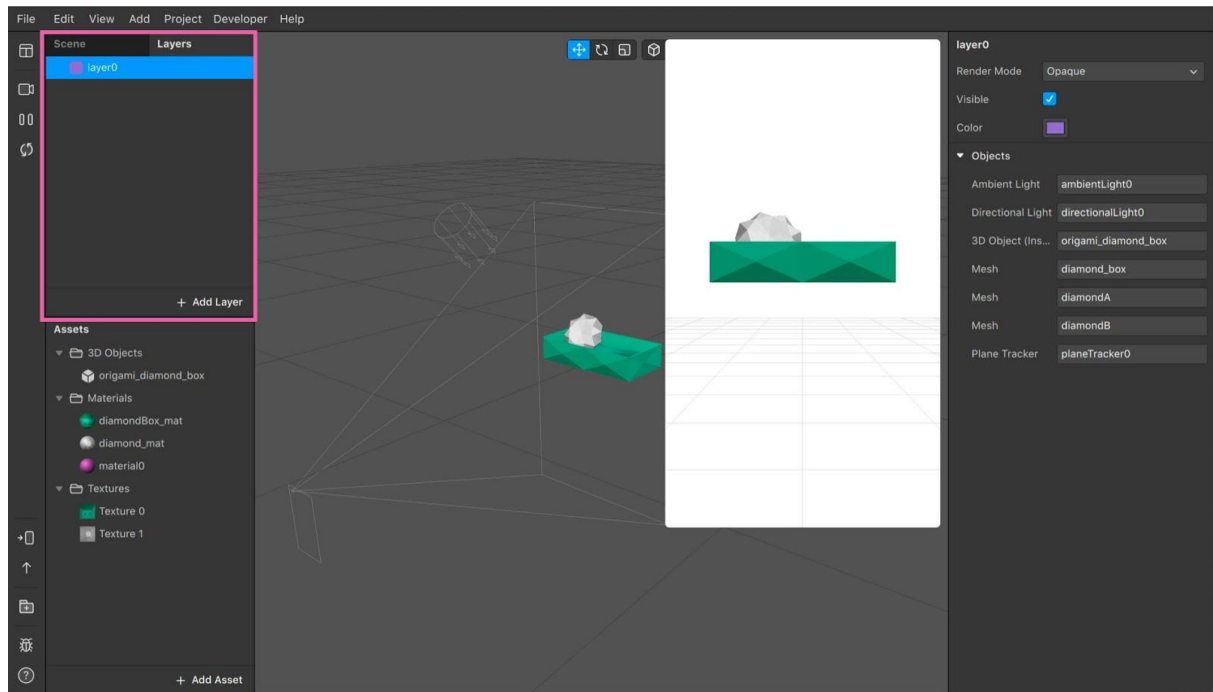 File Edit View Add Project Developer Help
Scene Layers
layer0
+ Add Layer
Assets
3D Objects
origami_diamond_box
Materials
diamondBox_mat
diamond_mat
material0
Textures
Texture 0
Texture 1
+ Add Asset
layer0
Render Mode Opaque
Visible
Color
Objects
Ambient Light ambientLight0
Directional Light directionalLight0
3D Object (Ins... origami_diamond_box
Mesh diamond_box
Mesh diamondA
Mesh diamondB
Plane Tracker planeTracker0